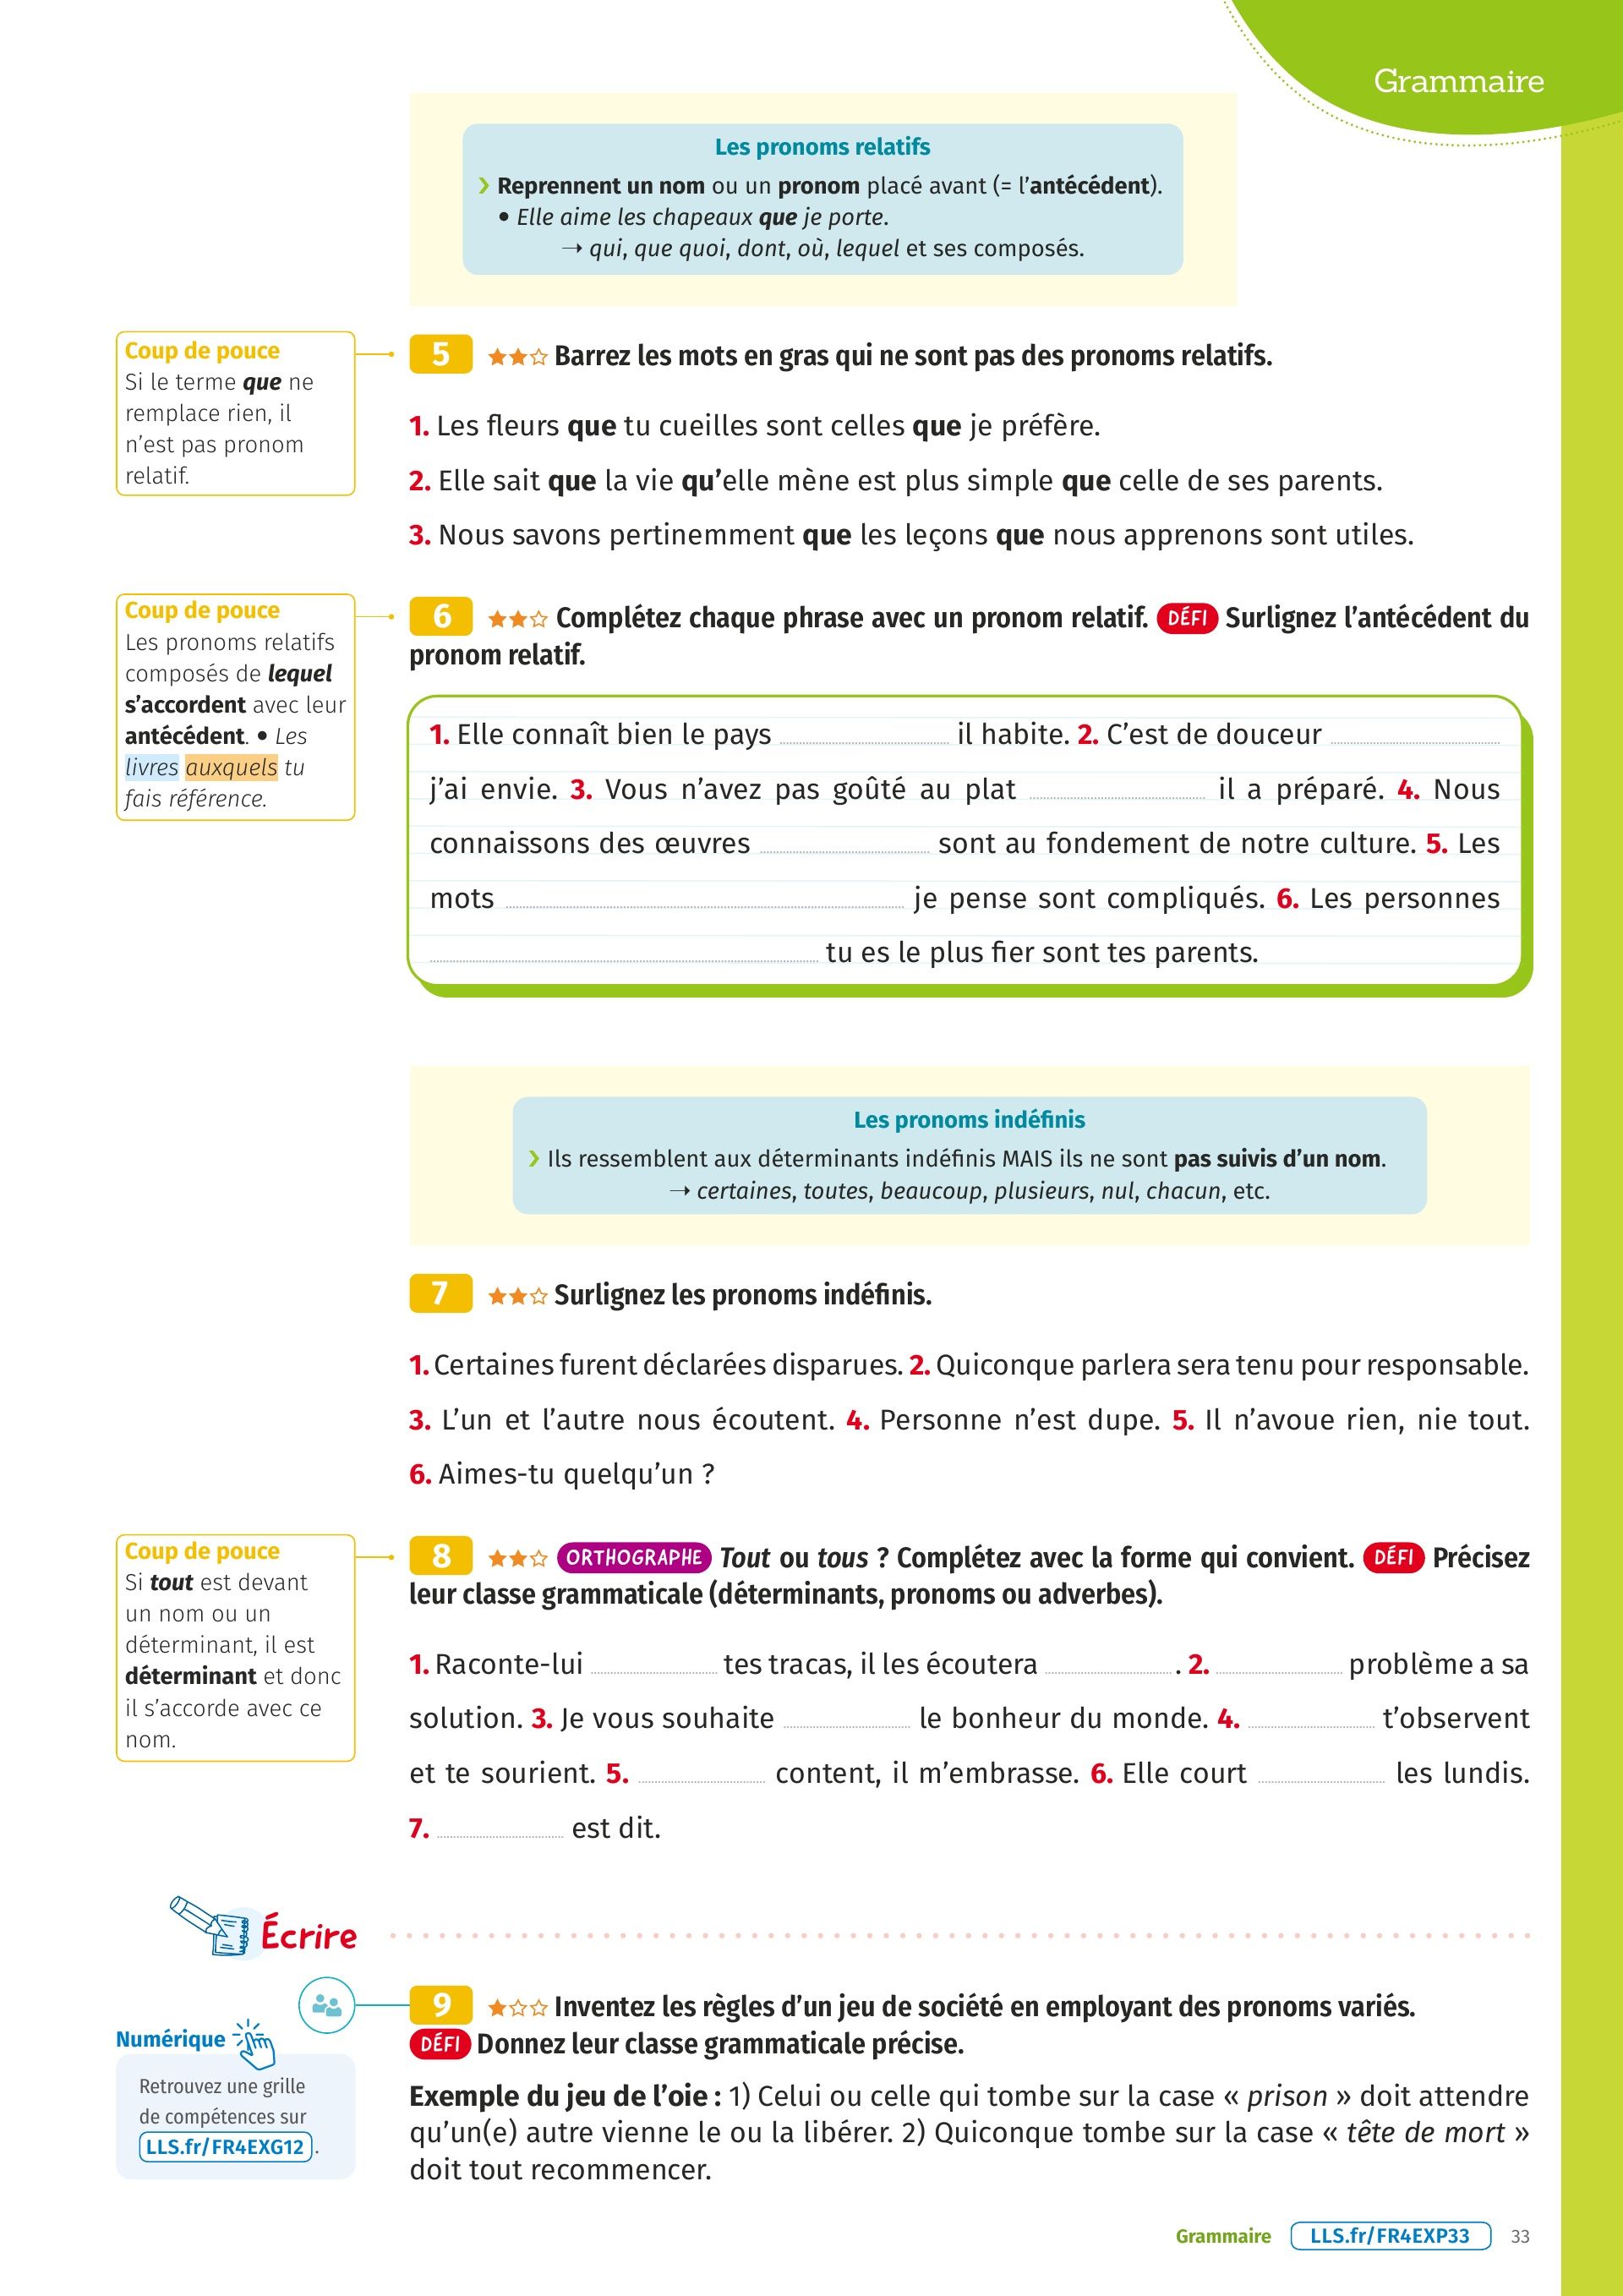 Grammaire
Les pronoms relatifs
› Reprennent un nom ou un pronom placé avant (= l’antécédent).
• Elle aime les chapeaux que je porte.
→ qui, que quoi, dont, où, lequel et ses composés.
Coup de pouce
Si le terme que ne
remplace rien, il
n’est pas pronom
relatif.
5 ★★☆ Barrez les mots en gras qui ne sont pas des pronoms relatifs.
1. Les fleurs que tu cueilles sont celles que je préfère.
2. Elle sait que la vie qu’elle mène est plus simple que celle de ses parents.
3. Nous savons pertinemment que les leçons que nous apprenons sont utiles.
Coup de pouce
Les pronoms relatifs
composés de lequel
s’accordent avec leur
antécédent. • Les
livres auxquels tu
fais référence.
6 ★★☆ Complétez chaque phrase avec un pronom relatif. DÉFI Surlignez l’antécédent du
pronom relatif.
1. Elle connaît bien le pays .................... il habite. 2. C’est de douceur ....................
j’ai envie. 3. Vous n’avez pas goûté au plat .................... il a préparé. 4. Nous
connaissons des œuvres .................... sont au fondement de notre culture. 5. Les
mots .................... je pense sont compliqués. 6. Les personnes
.................... tu es le plus fier sont tes parents.
Les pronoms indéfinis
› Ils ressemblent aux déterminants indéfinis MAIS ils ne sont pas suivis d’un nom.
→ certaines, toutes, beaucoup, plusieurs, nul, chacun, etc.
7 ★★☆ Surlignez les pronoms indéfinis.
1. Certaines furent déclarées disparues. 2. Quiconque parlera sera tenu pour responsable.
3. L’un et l’autre nous écoutent. 4. Personne n’est dupe. 5. Il n’avoue rien, nie tout.
6. Aimes-tu quelqu’un ?
Coup de pouce
Si tout est devant
un nom ou un
déterminant, il est
déterminant et donc
il s’accorde avec ce
nom.
8 ★★☆ ORTHOGRAPHE Tout ou tous ? Complétez avec la forme qui convient. DÉFI Précisez
leur classe grammaticale (déterminants, pronoms ou adverbes).
1. Raconte-lui .................... tes tracas, il les écoutera .................... . 2. .................... problème a sa
solution. 3. Je vous souhaite .................... le bonheur du monde. 4. .................... t’observent
et te sourient. 5. .................... content, il m’embrasse. 6. Elle court .................... les lundis.
7. .................... est dit.
Écrire
9 ★☆☆ Inventez les règles d’un jeu de société en employant des pronoms variés.
DÉFI Donnez leur classe grammaticale précise.
Numérique
Retrouvez une grille
de compétences sur
LLS.fr/FR4EXG12 .
Exemple du jeu de l’oie : 1) Celui ou celle qui tombe sur la case « prison » doit attendre
qu’un(e) autre vienne le ou la libérer. 2) Quiconque tombe sur la case « tête de mort »
doit tout recommencer.
Grammaire LLS.fr/FR4EXP33 33